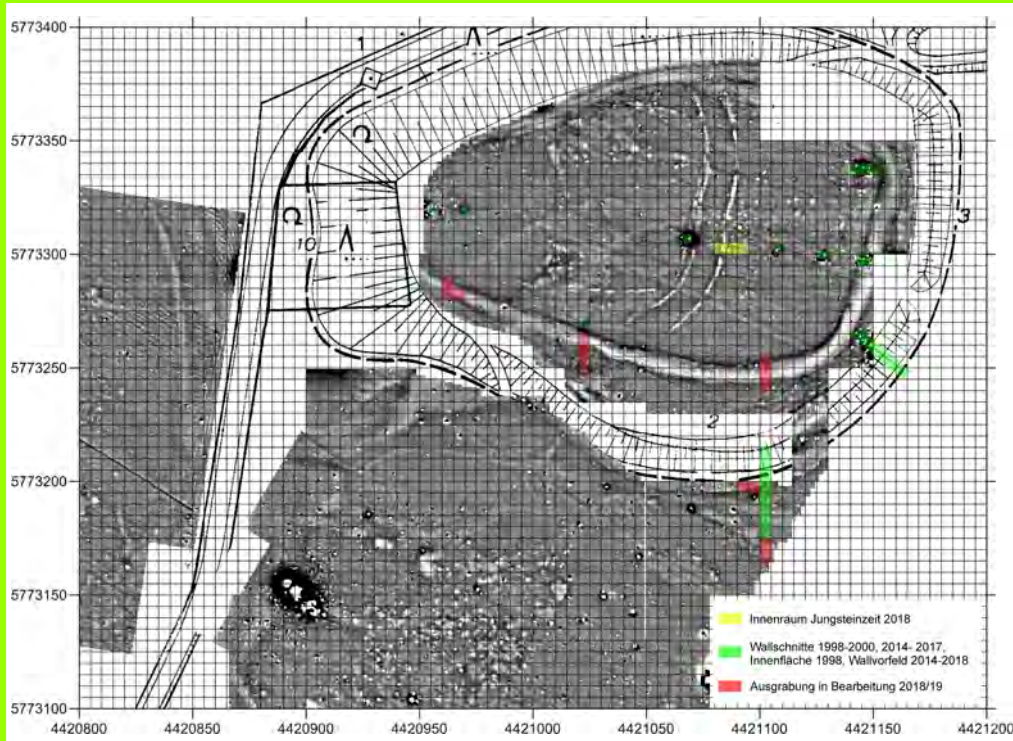 5773400
5773350
5773300
5773250
5773200
5773150
5773100
1
3
10
2
Innenraum Jungsteinzeit 2018
Wallschnitte 1998-2000, 2014- 2017,
Innenfläche 1998, Wallvorfeld 2014-2018
Ausgrabung in Bearbeitung 2018/19
4420800 4420850 4420900 4420950 4421000 4421050 4421100 4421150 4421200